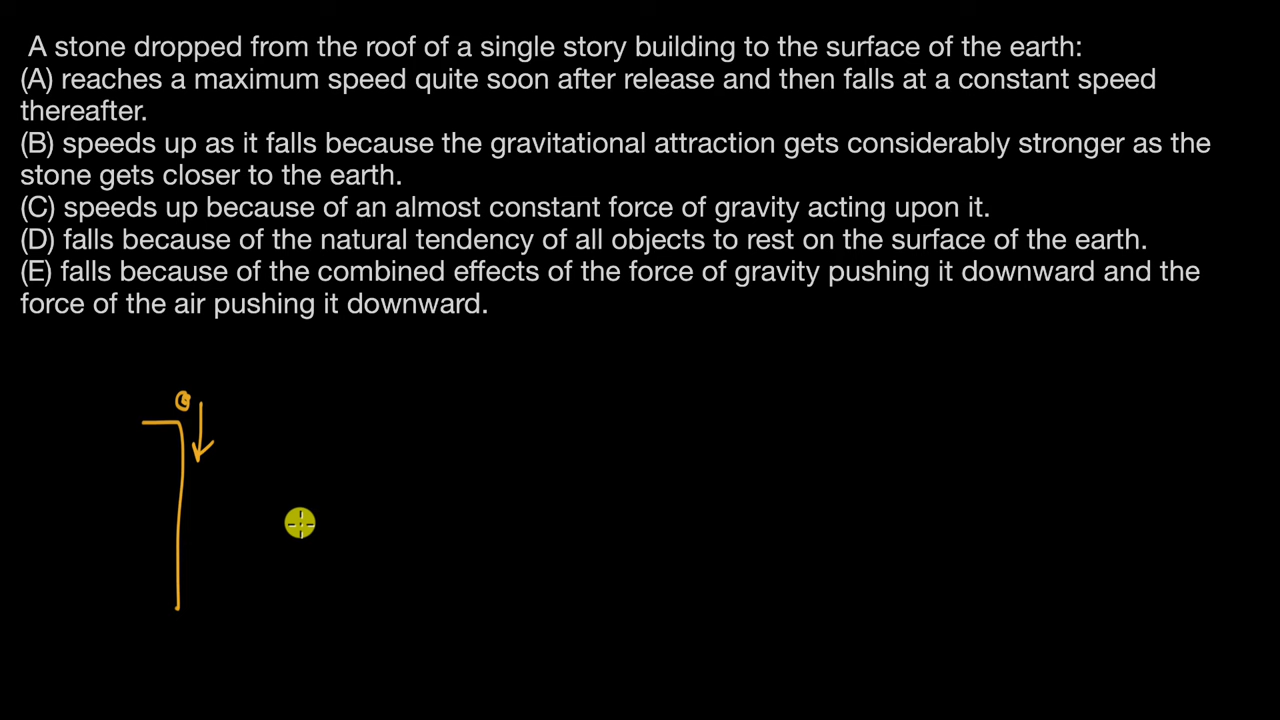 A stone dropped from the roof of a single story building to the surface of the earth:
(A) reaches a maximum speed quite soon after release and then falls at a constant speed
thereafter.
(B) speeds up as it falls because the gravitational attraction gets considerably stronger as the
stone gets closer to the earth.
(C) speeds up because of an almost constant force of gravity acting upon it.
(D) falls because of the natural tendency of all objects to rest on the surface of the earth.
(E) falls because of the combined effects of the force of gravity pushing it downward and the
force of the air pushing it downward.